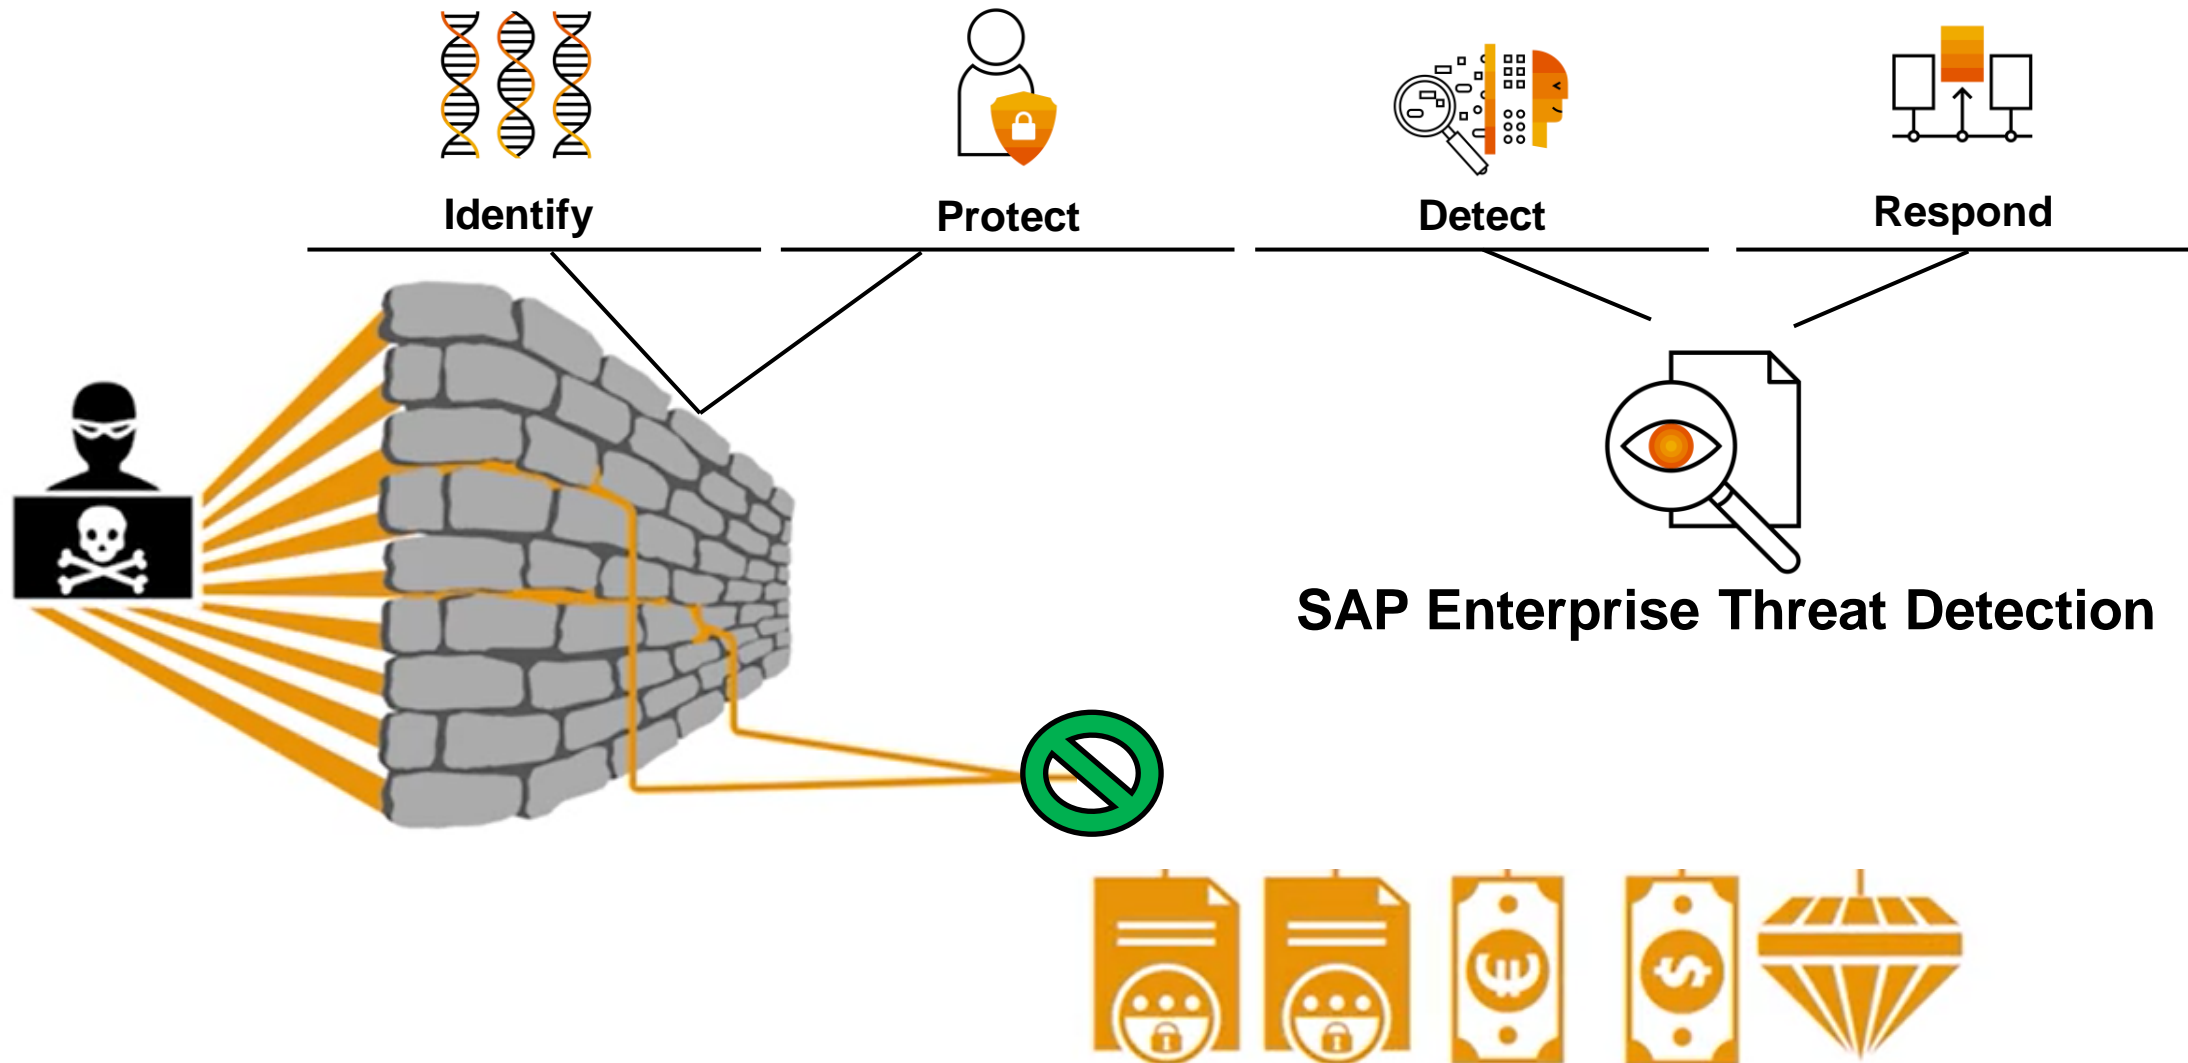 Identify
Protect
Detect
Respond
SAP Enterprise Threat Detection
€
$